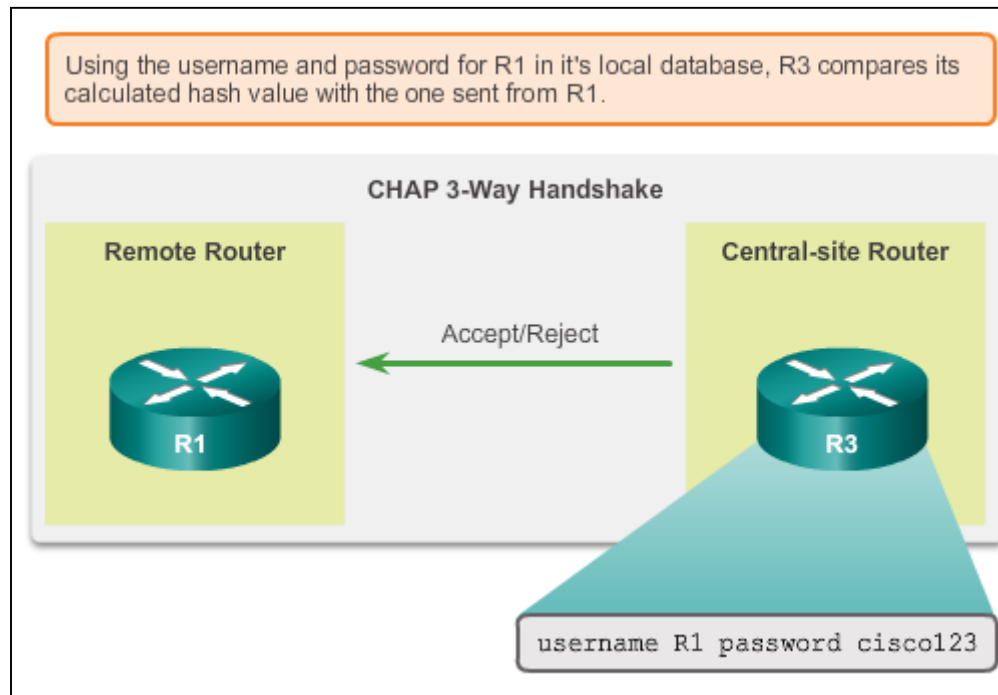 Using the username and password for R1 in it's local database, R3 compares its
calculated hash value with the one sent from R1.
CHAP 3-Way Handshake
Remote Router
Central-site Router
Accept/Reject
R1
R3
username R1 password cisco123